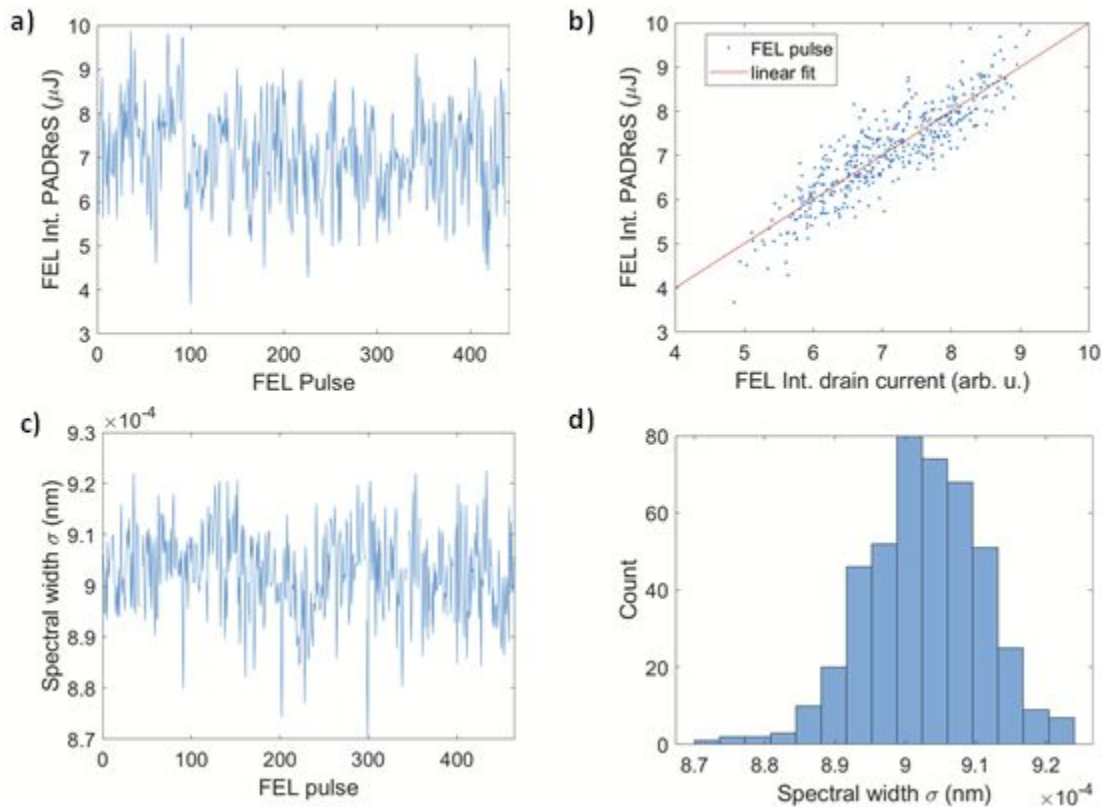 a)
10
9
8
7
6
5
4
3
FEL Int. PADReS (μJ)
0 100 200 300 400
FEL Pulse
b)
10
9
8
7
6
5
4
3
FEL Int. PADReS (μJ)
FEL pulse
linear fit
4 5 6 7 8 9 10
FEL Int. drain current (arb. u.)
c)
×10-4
9.3
9.2
9.1
9
8.9
8.8
8.7
Spectral width σ (nm)
0 100 200 300 400
FEL pulse
d)
80
60
40
20
0
Count
8.7 8.8 8.9 9 9.1 9.2
Spectral width σ (nm) ×10-4